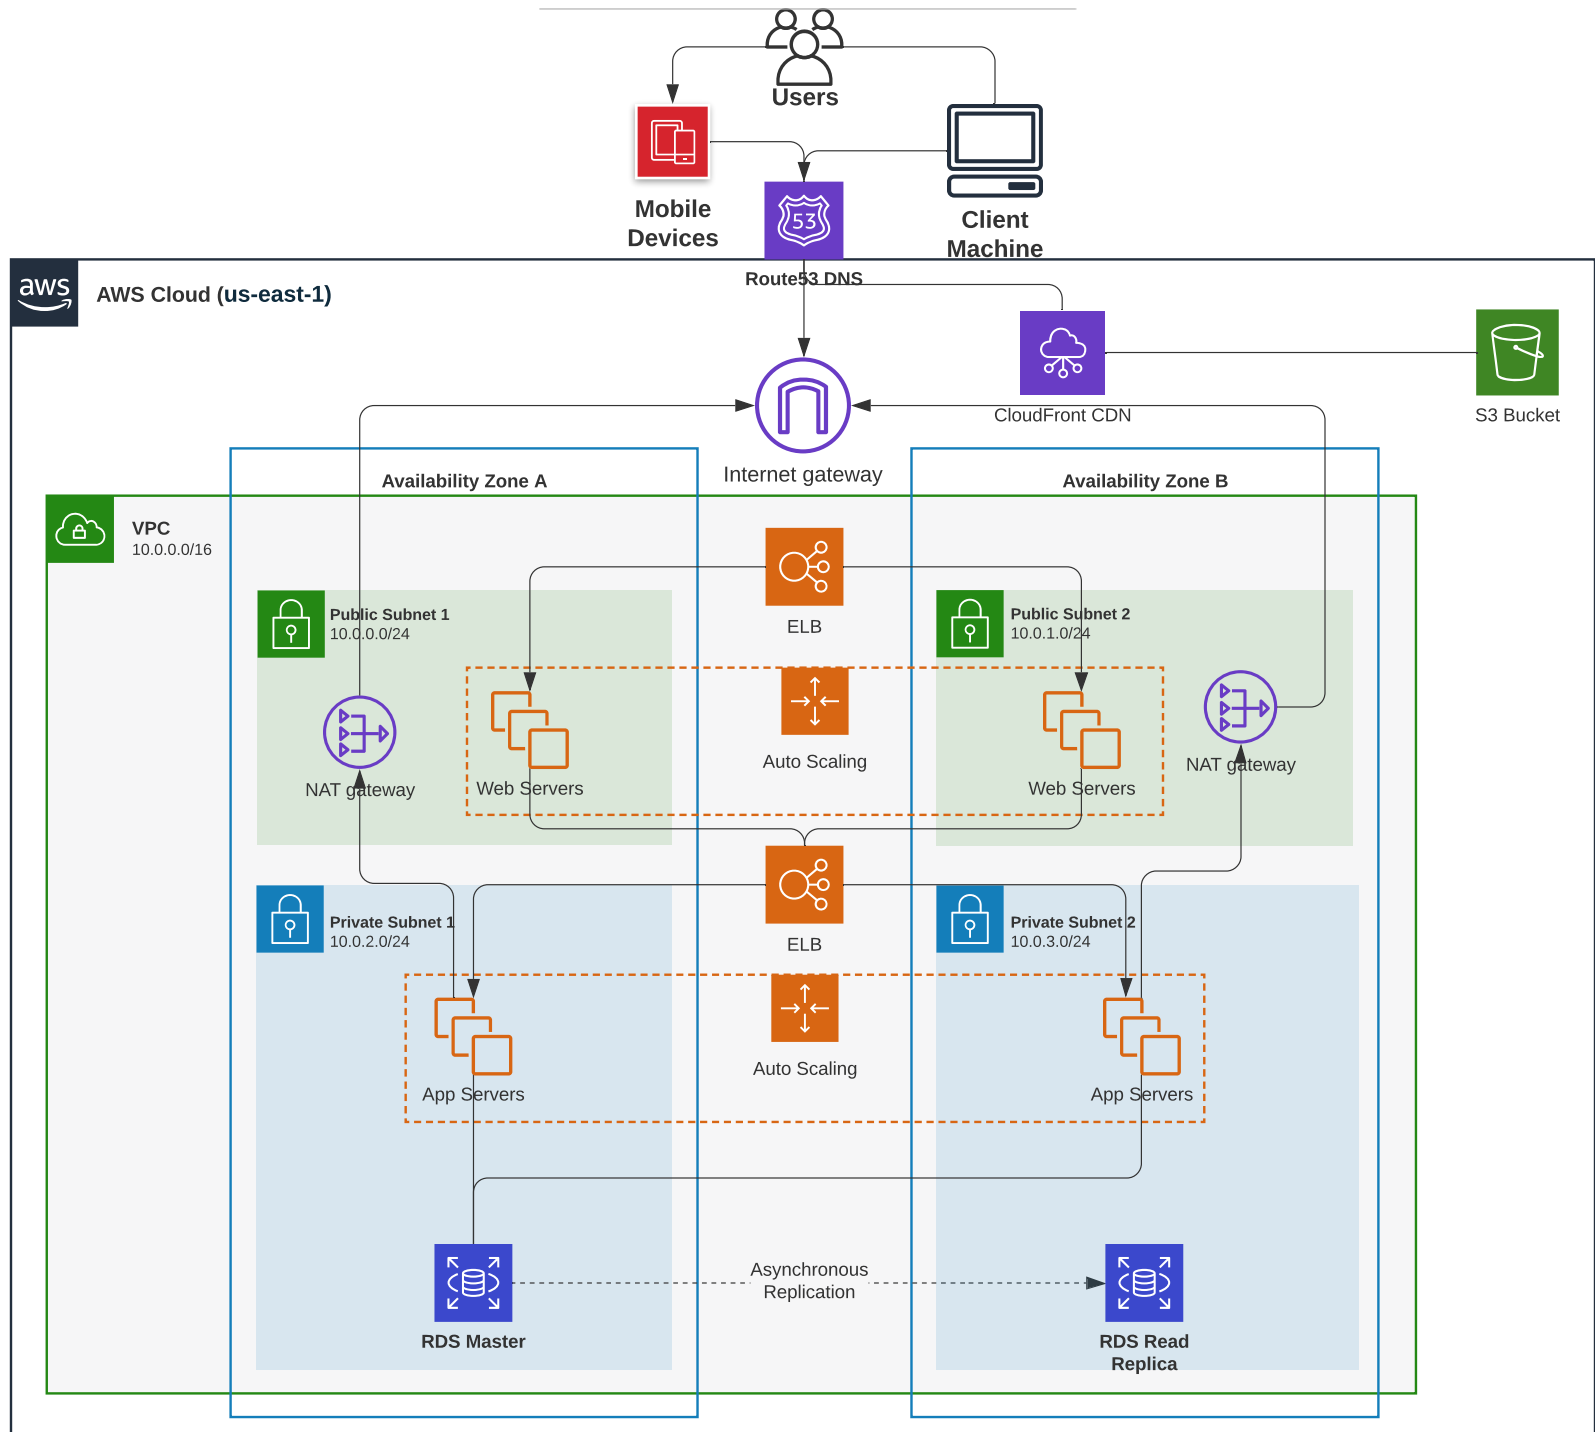 Users
Mobile
Devices
53
Client
Machine
aws
AWS Cloud (us-east-1)
Route53 DNS
CloudFront CDN
S3 Bucket
Internet gateway
Availability Zone A
Availability Zone B
VPC
10.0.0.0/16
ELB
Public Subnet 1
10.0.0.0/24
Public Subnet 2
10.0.1.0/24
Auto Scaling
NAT gateway
Web Servers
Web Servers
NAT gateway
ELB
Private Subnet 1
10.0.2.0/24
Private Subnet 2
10.0.3.0/24
Auto Scaling
App Servers
App Servers
Asynchronous
Replication
RDS Master
RDS Read
Replica